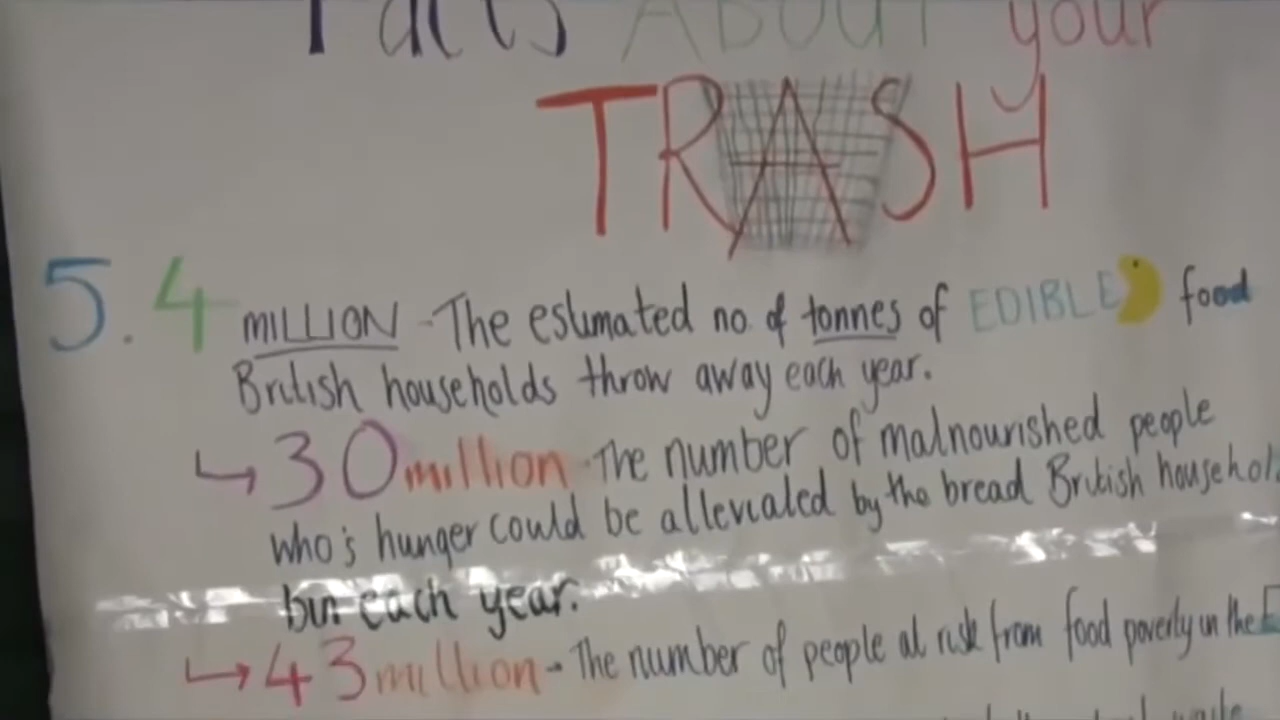 Facts ABOUT your
TRASH
5.4 MILLION - The estimated no. of tonnes of EDIBLE food
British households throw away each year.
↳ 30 million - The number of malnourished people
who's hunger could be alleviated by the bread British househol
bin each year.
↳ 43 million - The number of people at risk from food poverty in the
waste